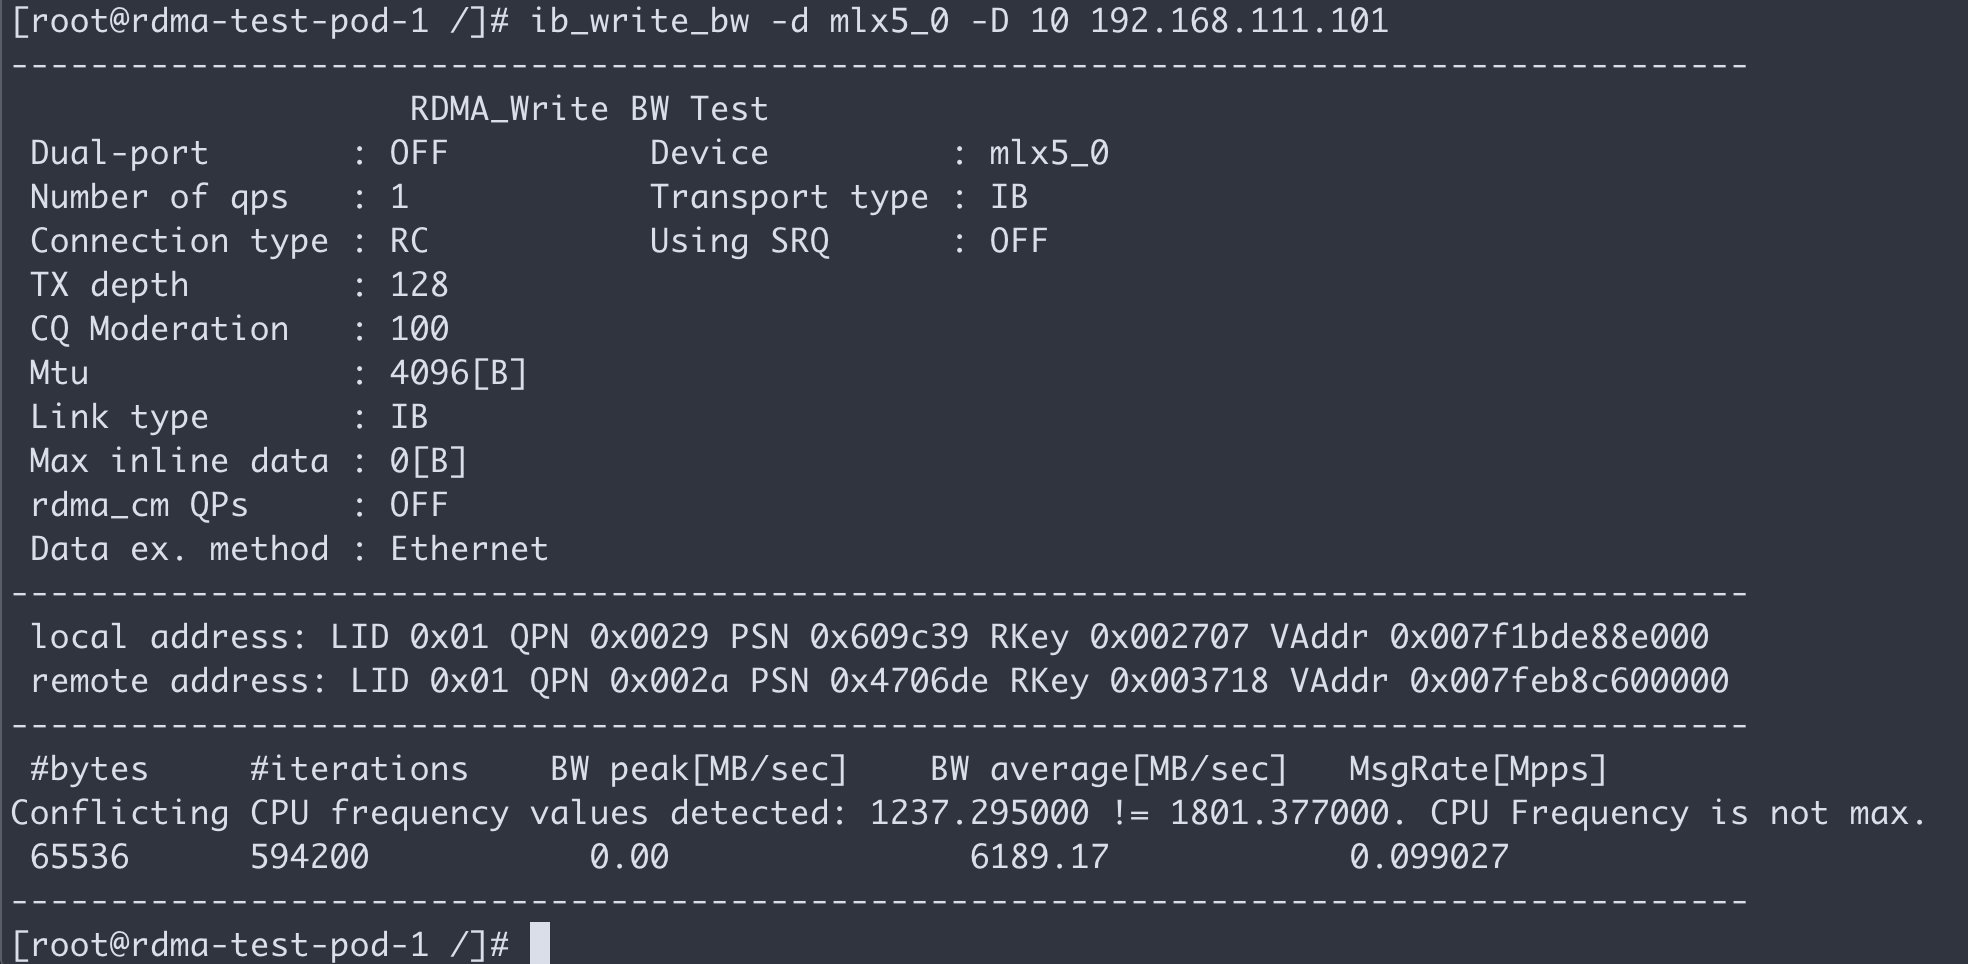 [root@rdma-test-pod-1 /]# ib_write_bw -d mlx5_0 -D 10 192.168.111.101
---------------------------------------------------------------------------------------
                    RDMA_Write BW Test
 Dual-port       : OFF          Device         : mlx5_0
 Number of qps   : 1            Transport type : IB
 Connection type : RC           Using SRQ      : OFF
 TX depth        : 128
 CQ Moderation   : 100
 Mtu             : 4096[B]
 Link type       : IB
 Max inline data : 0[B]
 rdma_cm QPs     : OFF
 Data ex. method : Ethernet
---------------------------------------------------------------------------------------
 local address: LID 0x01 QPN 0x0029 PSN 0x609c39 RKey 0x002707 VAddr 0x007f1bde88e000
 remote address: LID 0x01 QPN 0x002a PSN 0x4706de RKey 0x003718 VAddr 0x007feb8c600000
---------------------------------------------------------------------------------------
 #bytes     #iterations    BW peak[MB/sec]    BW average[MB/sec]   MsgRate[Mpps]
Conflicting CPU frequency values detected: 1237.295000 != 1801.377000. CPU Frequency is not max.
 65536      594200           0.00               6189.17            0.099027
---------------------------------------------------------------------------------------
[root@rdma-test-pod-1 /]#